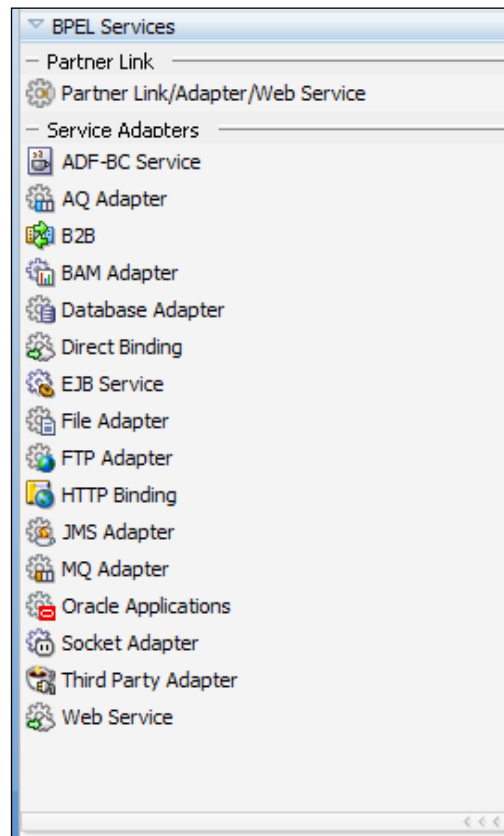 BPEL Services
Partner Link
Partner Link/Adapter/Web Service
Service Adapters
ADF-BC Service
AQ Adapter
B2B
BAM Adapter
Database Adapter
Direct Binding
EJB Service
File Adapter
FTP Adapter
HTTP Binding
JMS Adapter
MQ Adapter
Oracle Applications
Socket Adapter
Third Party Adapter
Web Service